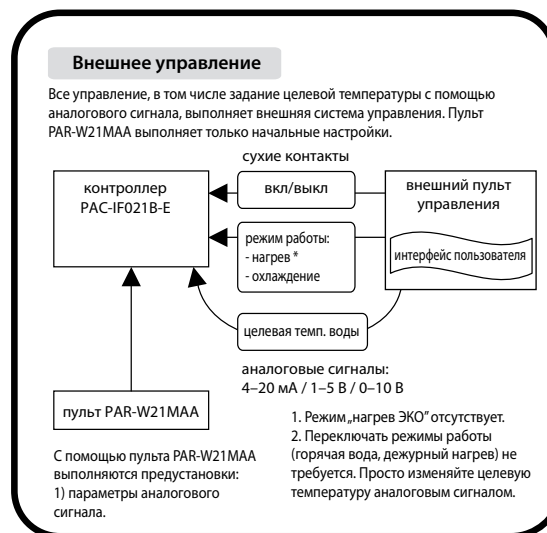 Внешнее управление
Все управление, в том числе задание целевой температуры с помощью
аналогового сигнала, выполняет внешняя система управления. Пульт
PAR-W21MAA выполняет только начальные настройки.
сухие контакты
контроллер
PAC-IF021B-E
вкл/выкл
внешний пульт
управления
режим работы:
- нагрев *
- охлаждение
интерфейс пользователя
целевая темп. воды
аналоговые сигналы:
4–20 мА / 1–5 В / 0–10 В
пульт PAR-W21MAA
С помощью пульта PAR-W21MAA
выполняются предустановки:
1) параметры аналогового
сигнала.
1. Режим „нагрев ЭКО” отсутствует.
2. Переключать режимы работы
(горячая вода, дежурный нагрев) не
требуется. Просто изменяйте целевую
температуру аналоговым сигналом.